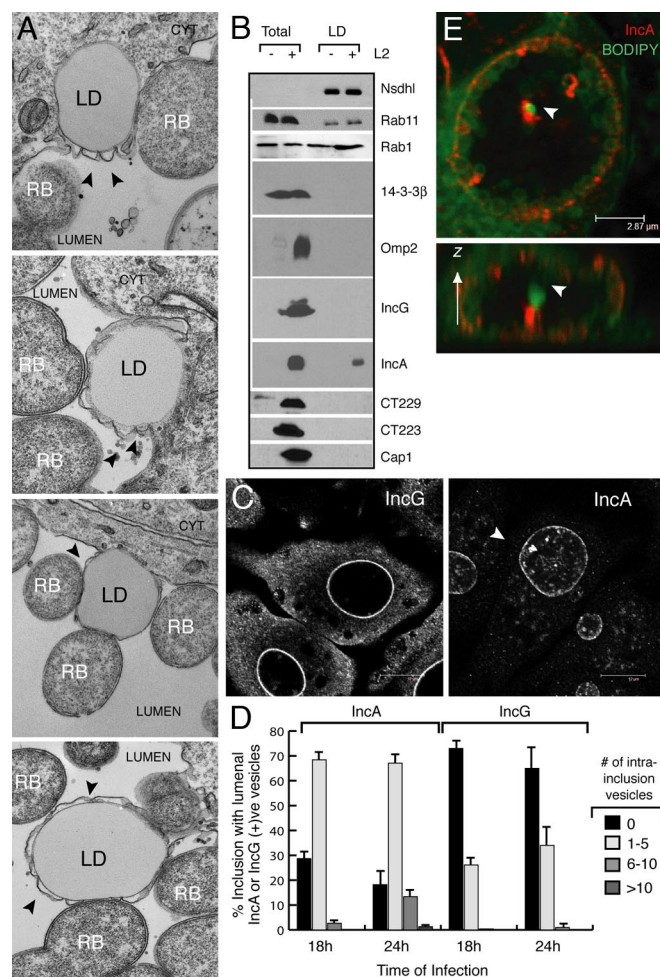 A
CYT
LD
RB
RB
LUMEN
CYT
LUMEN
LD
RB
RB
CYT
RB
LD
RB
RB
LUMEN
LUMEN
RB
LD
RB
RB
B
Total LD
- + - + L2
Nsdhl
Rab11
Rab1
14-3-3β
Omp2
IncG
IncA
CT229
CT223
Cap1
E
IncA
BODIPY
2.87 µm
z
C
IncG
IncA
D
IncA IncG
% Inclusion with lumenal
IncA or IncG (+)ve vesicles
80
70
60
50
40
30
20
10
0
18h 24h 18h 24h
Time of Infection
# of intra-
inclusion
vesicles
0
1-5
6-10
>10